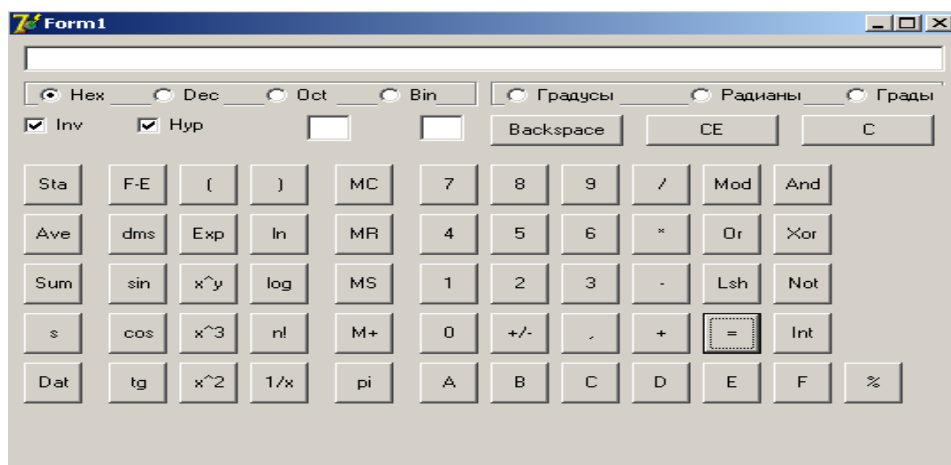 Form1
Hex Dec Oct Bin Градусы Радианы Грады
Inv Hyp Backspace CE C
Sta F-E ( ) MC 7 8 9 / Mod And
Ave dms Exp ln MR 4 5 6 * Or Xor
Sum sin x^y log MS 1 2 3 - Lsh Not
s cos x^3 n! M+ 0 +/- , + = Int
Dat tg x^2 1/x pi A B C D E F %